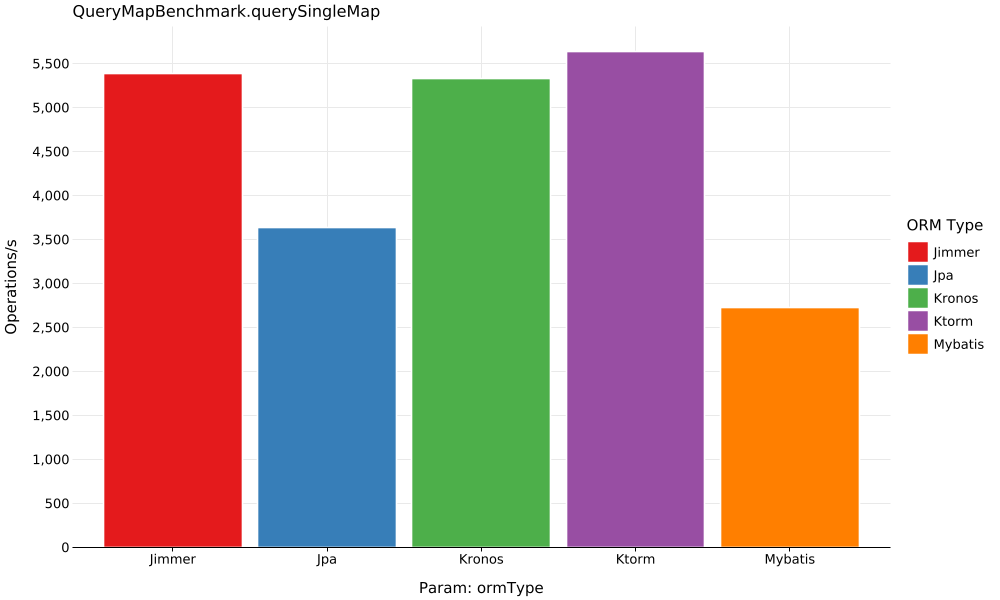 QueryMapBenchmark.querySingleMap
Operations/s
5,500
5,000
4,500
4,000
3,500
3,000
2,500
2,000
1,500
1,000
500
0
Jimmer Jpa Kronos Ktorm Mybatis
Param: ormType
ORM Type
Jimmer
Jpa
Kronos
Ktorm
Mybatis